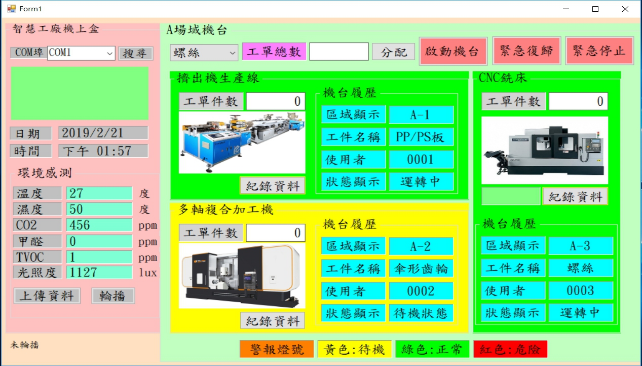 Form1
智慧工廠機上盒
COM埠 COM1 搜尋
日期 2019/2/21
時間 下午 01:57
環境感測
溫度 27 度
濕度 50 度
CO2 456 ppm
甲醛 0 ppm
TVOC 1 ppm
光照度 1127 lux
上傳資料 輪播
未輪播
A場域機台
螺絲 工單總數 分配 啟動機台 緊急復歸 緊急停止
擠出機生產線
工單件數 0
紀錄資料
機台履歷
區域顯示 A-1
工件名稱 PP/PS板
使用者 0001
狀態顯示 運轉中
多軸複合加工機
工單件數 0
紀錄資料
機台履歷
區域顯示 A-2
工件名稱 傘形齒輪
使用者 0002
狀態顯示 待機狀態
CNC銑床
工單件數 0
紀錄資料
機台履歷
區域顯示 A-3
工件名稱 螺絲
使用者 0003
狀態顯示 運轉中
警報燈號 黃色:待機 綠色:正常 紅色:危險